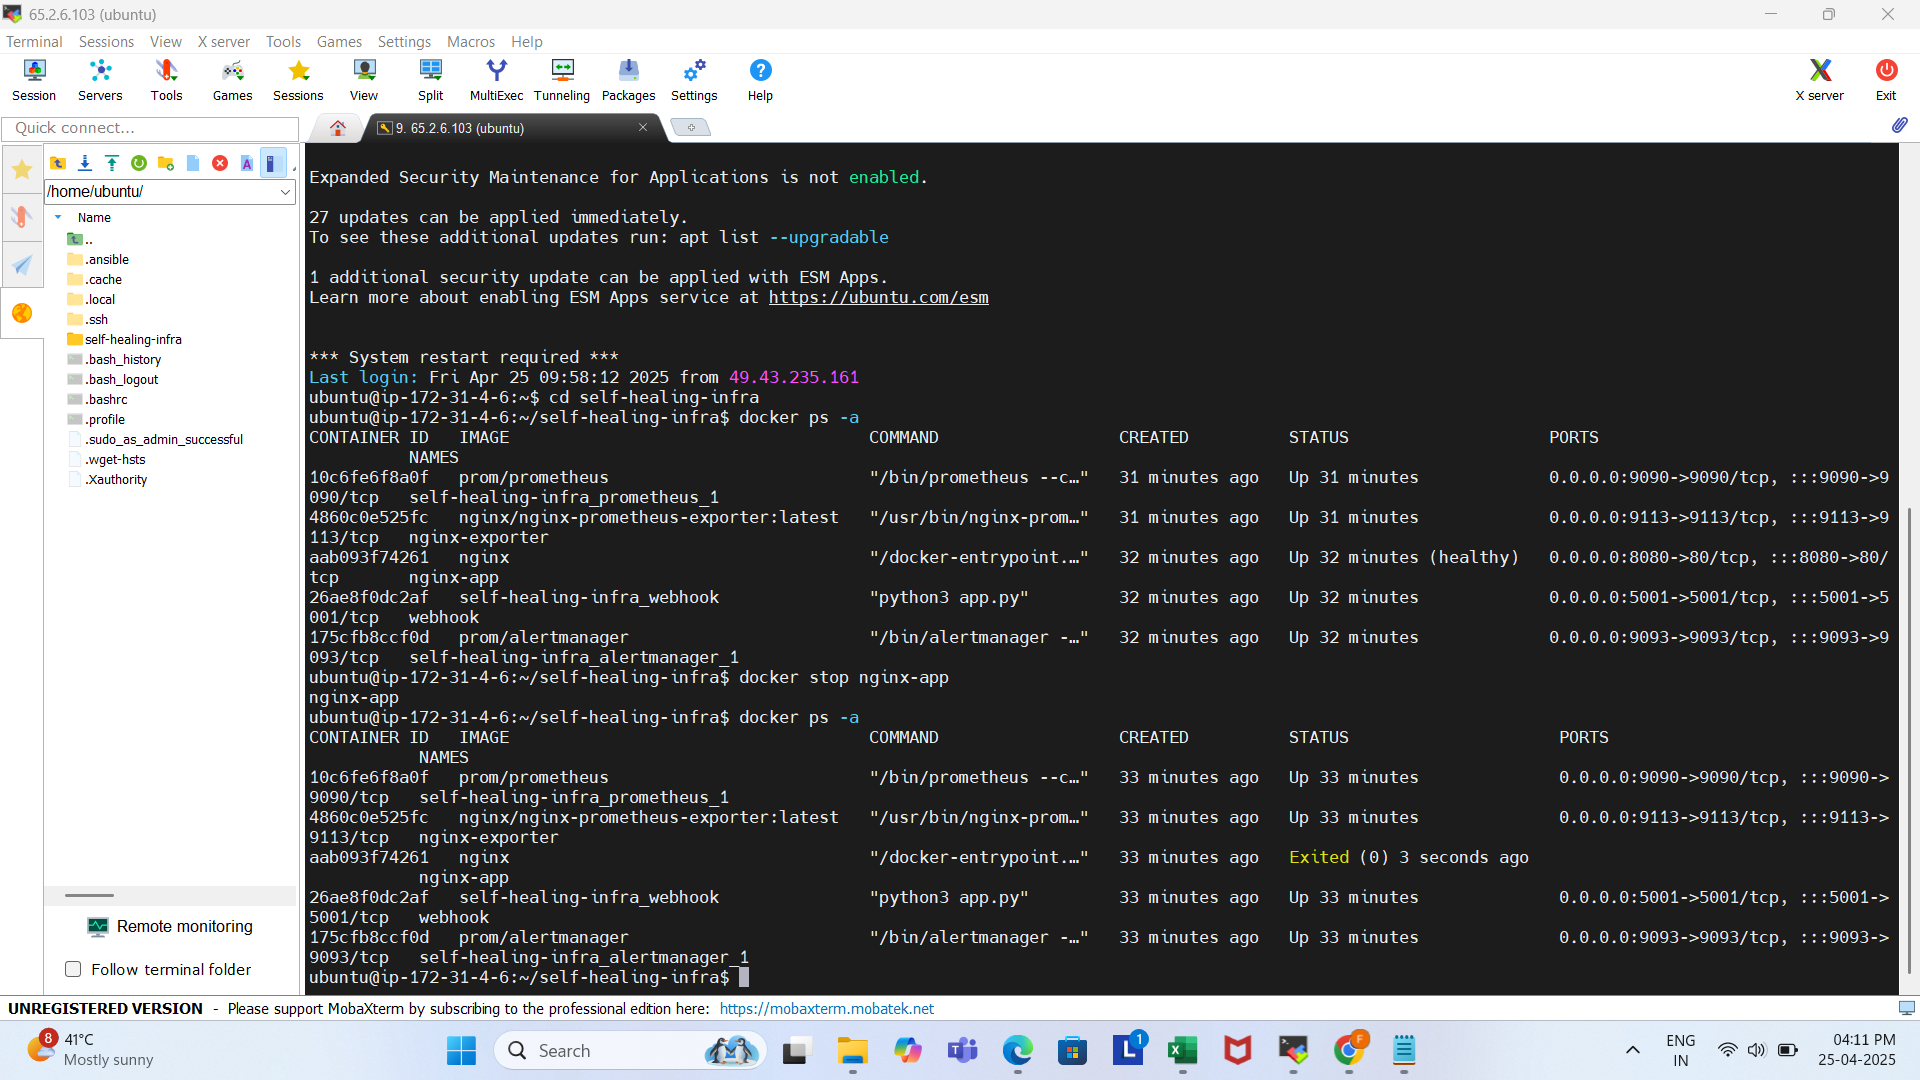 65.2.6.103 (ubuntu)
Terminal Sessions View X server Tools Games Settings Macros Help
Session Servers Tools Games Sessions View Split MultiExec Tunneling Packages Settings Help X server Exit
Quick connect...
9. 65.2.6.103 (ubuntu)
/home/ubuntu/
Name
..
.ansible
.cache
.local
.ssh
self-healing-infra
.bash_history
.bash_logout
.bashrc
.profile
.sudo_as_admin_successful
.wget-hsts
.Xauthority
Remote monitoring
Follow terminal folder
Expanded Security Maintenance for Applications is not enabled.
27 updates can be applied immediately.
To see these additional updates run: apt list --upgradable
1 additional security update can be applied with ESM Apps.
Learn more about enabling ESM Apps service at https://ubuntu.com/esm
*** System restart required ***
Last login: Fri Apr 25 09:58:12 2025 from 49.43.235.161
ubuntu@ip-172-31-4-6:~$ cd self-healing-infra
ubuntu@ip-172-31-4-6:~/self-healing-infra$ docker ps -a
CONTAINER ID   IMAGE                                    COMMAND                  CREATED          STATUS                    PORTS
          NAMES
10c6fe6f8a0f   prom/prometheus                          "/bin/prometheus --c…"   31 minutes ago   Up 31 minutes             0.0.0.0:9090->9090/tcp, :::9090->9
090/tcp   self-healing-infra_prometheus_1
4860c0e525fc   nginx/nginx-prometheus-exporter:latest   "/usr/bin/nginx-prom…"   31 minutes ago   Up 31 minutes             0.0.0.0:9113->9113/tcp, :::9113->9
113/tcp   nginx-exporter
aab093f74261   nginx                                    "/docker-entrypoint.…"   32 minutes ago   Up 32 minutes (healthy)   0.0.0.0:8080->80/tcp, :::8080->80/
tcp       nginx-app
26ae8f0dc2af   self-healing-infra_webhook               "python3 app.py"         32 minutes ago   Up 32 minutes             0.0.0.0:5001->5001/tcp, :::5001->5
001/tcp   webhook
175cfb8ccf0d   prom/alertmanager                        "/bin/alertmanager -…"   32 minutes ago   Up 32 minutes             0.0.0.0:9093->9093/tcp, :::9093->9
093/tcp   self-healing-infra_alertmanager_1
ubuntu@ip-172-31-4-6:~/self-healing-infra$ docker stop nginx-app
nginx-app
ubuntu@ip-172-31-4-6:~/self-healing-infra$ docker ps -a
CONTAINER ID   IMAGE                                    COMMAND                  CREATED          STATUS                     PORTS
           NAMES
10c6fe6f8a0f   prom/prometheus                          "/bin/prometheus --c…"   33 minutes ago   Up 33 minutes              0.0.0.0:9090->9090/tcp, :::9090->
9090/tcp   self-healing-infra_prometheus_1
4860c0e525fc   nginx/nginx-prometheus-exporter:latest   "/usr/bin/nginx-prom…"   33 minutes ago   Up 33 minutes              0.0.0.0:9113->9113/tcp, :::9113->
9113/tcp   nginx-exporter
aab093f74261   nginx                                    "/docker-entrypoint.…"   33 minutes ago   Exited (0) 3 seconds ago
           nginx-app
26ae8f0dc2af   self-healing-infra_webhook               "python3 app.py"         33 minutes ago   Up 33 minutes              0.0.0.0:5001->5001/tcp, :::5001->
5001/tcp   webhook
175cfb8ccf0d   prom/alertmanager                        "/bin/alertmanager -…"   33 minutes ago   Up 33 minutes              0.0.0.0:9093->9093/tcp, :::9093->
9093/tcp   self-healing-infra_alertmanager_1
ubuntu@ip-172-31-4-6:~/self-healing-infra$
UNREGISTERED VERSION - Please support MobaXterm by subscribing to the professional edition here: https://mobaxterm.mobatek.net
8
41°C
Mostly sunny
Search
1
F
ENG
IN
04:11 PM
25-04-2025